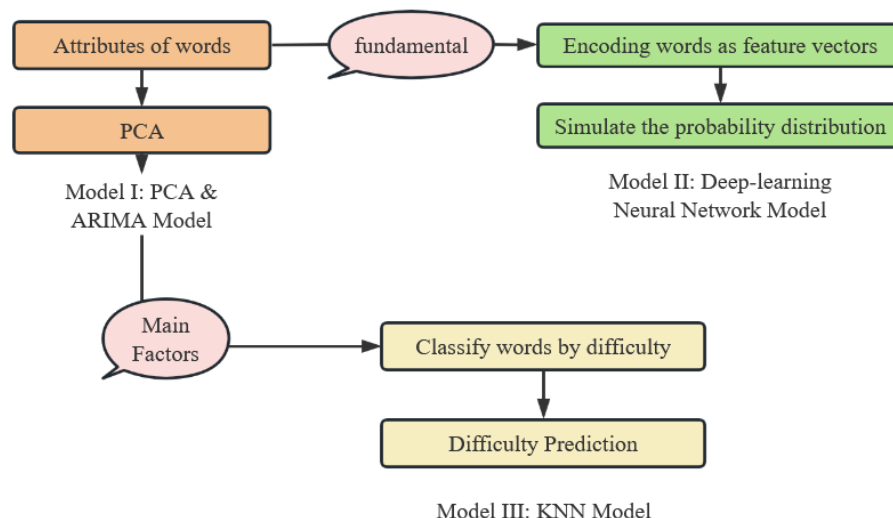 Attributes of words
fundamental
Encoding words as feature vectors
PCA
Simulate the probability distribution
Model I: PCA &
ARIMA Model
Model II: Deep-learning
Neural Network Model
Main
Factors
Classify words by difficulty
Difficulty Prediction
Model III: KNN Model